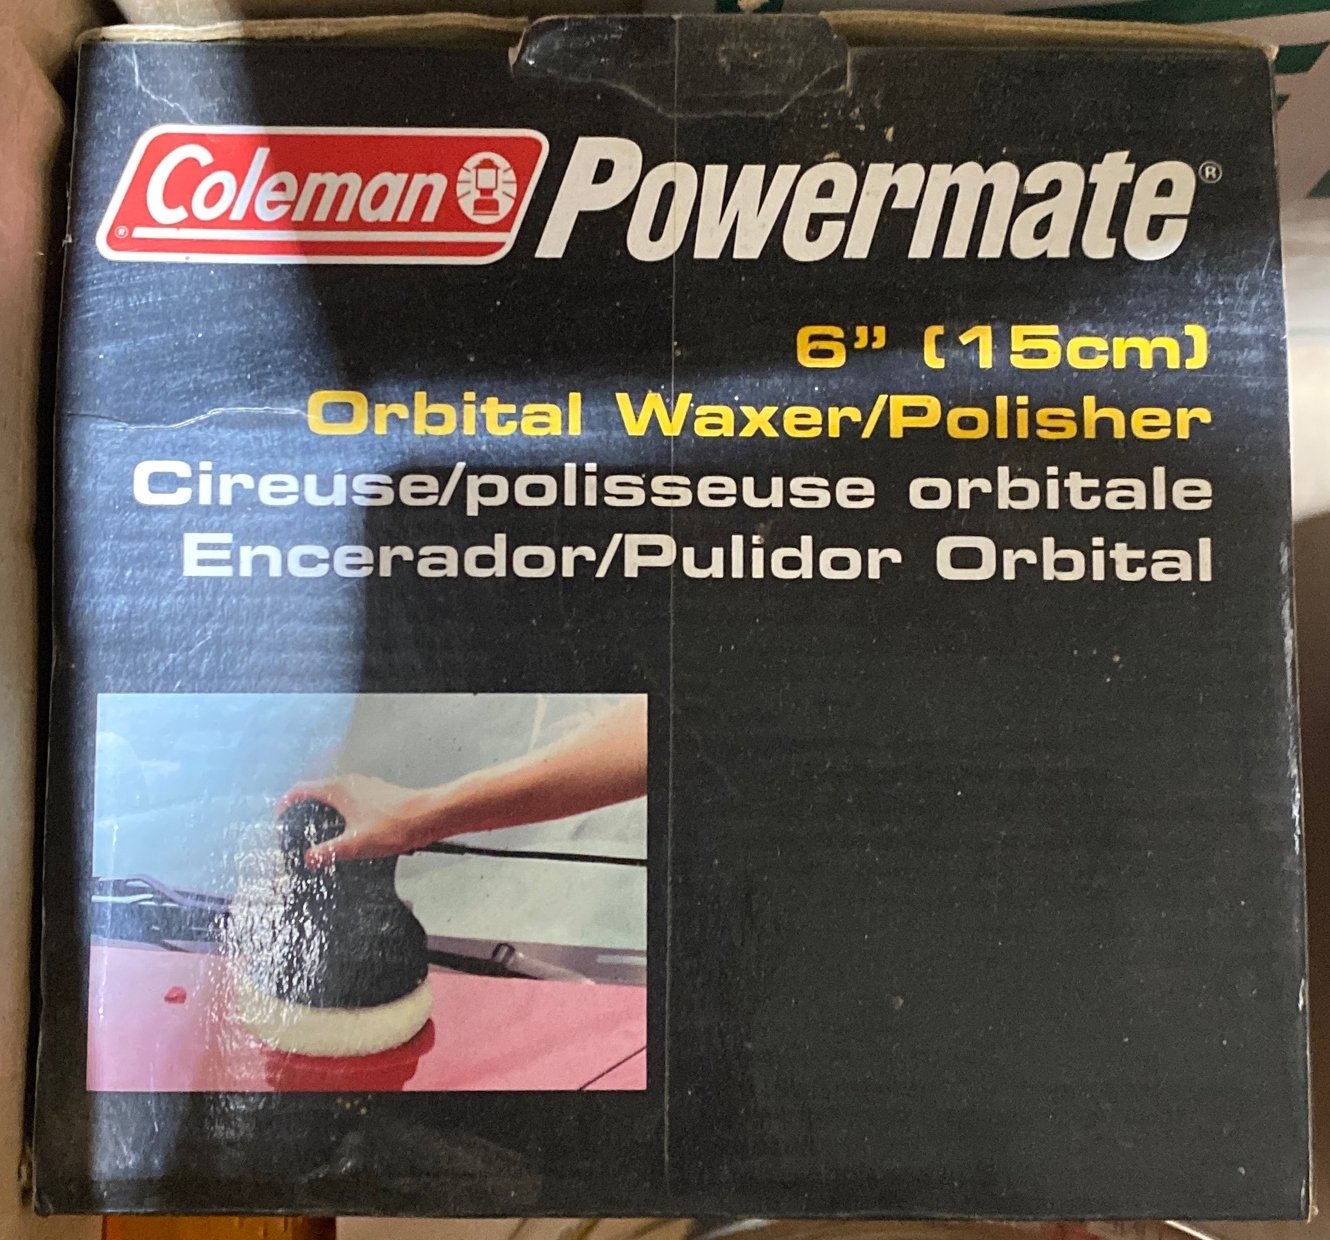 Coleman ® Powermate®
6” (15cm)
Orbital Waxer/Polisher
Cireuse/polisseuse orbitale
Encerador/Pulidor Orbital